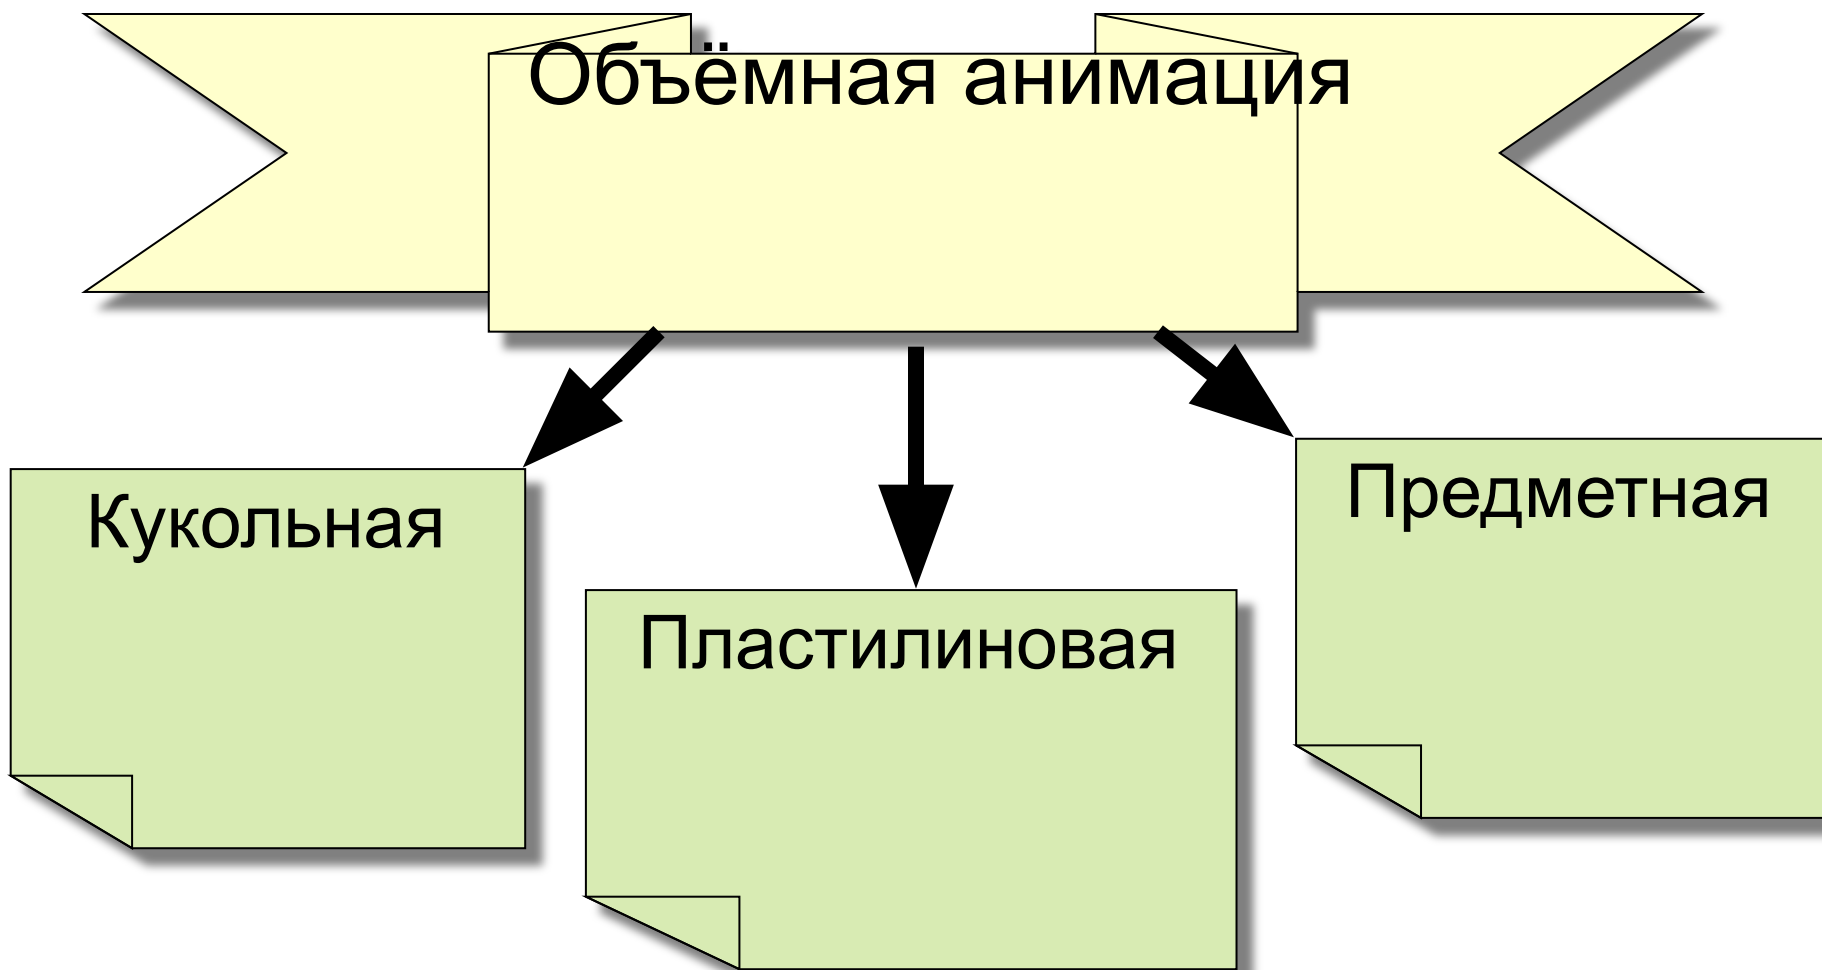 Объёмная анимация
Кукольная
Пластилиновая
Предметная